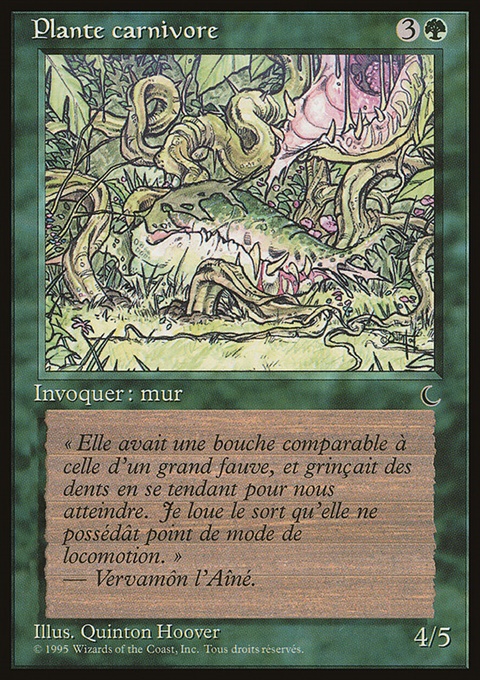 Plante carnivore 3
Invoquer : mur
« Elle avait une bouche comparable à
celle d'un grand fauve, et grinçait des
dents en se tendant pour nous
atteindre. Je loue le sort qu'elle ne
possédât point de mode de
locomotion. »
— Vervamôn l'Aîné.
Illus. Quinton Hoover
4/5
© 1995 Wizards of the Coast, Inc. Tous droits réservés.